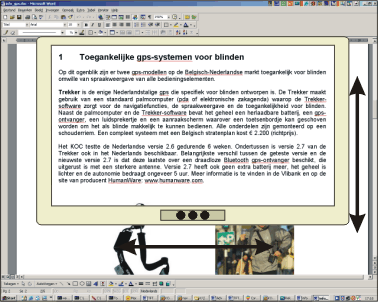 Microsoft Word
1 Toegankelijke gps-systemen voor blinden
Op dit ogenblik zijn er twee gps-modellen op de Belgisch-Nederlandse markt toegankelijk voor blinden
omwille van spraakweergave van alle bedieningselementen.
Trekker is de enige Nederlandstalige gps die specifiek voor blinden ontworpen is. De Trekker maakt
gebruik van een standaard palmcomputer (pda of elektronische zakagenda) waarop de Trekker-
software zorgt voor de navigatiefuncties, de spraakweergave en de toegankelijkheid voor blinden.
Naast de palmcomputer en de Trekker-software bevat het geheel een herlaadbare batterij, een gps-
ontvanger, een luidsprekertje en een aanraakscherm waarover een toetsenbordje kan geschoven
worden om het als blinde makkelijk te kunnen bedienen. Alle onderdelen zijn gemonteerd op een
schouderriem. Een compleet systeem met een Belgisch stratenplan kost € 2.200 (richtprijs).
Het KOC testte de Nederlandse versie 2.6 gedurende 6 weken. Ondertussen is versie 2.7 van
de Trekker ook in het Nederlands beschikbaar. Belangrijkste verschil tussen de geteste versie en de
nieuwste versie 2.7 is dat deze laatste over een draadloze Bluetooth gps-ontvanger beschikt, die
uitgerust is met een sterkere antenne. Versie 2.7 heeft ook geen extra batterij meer, het geheel is
lichter en de autonomie bedraagt ongeveer 5 uur. Meer informatie is te vinden in de Vlibank en op de
site van producent HumanWare: www.humanware.com.